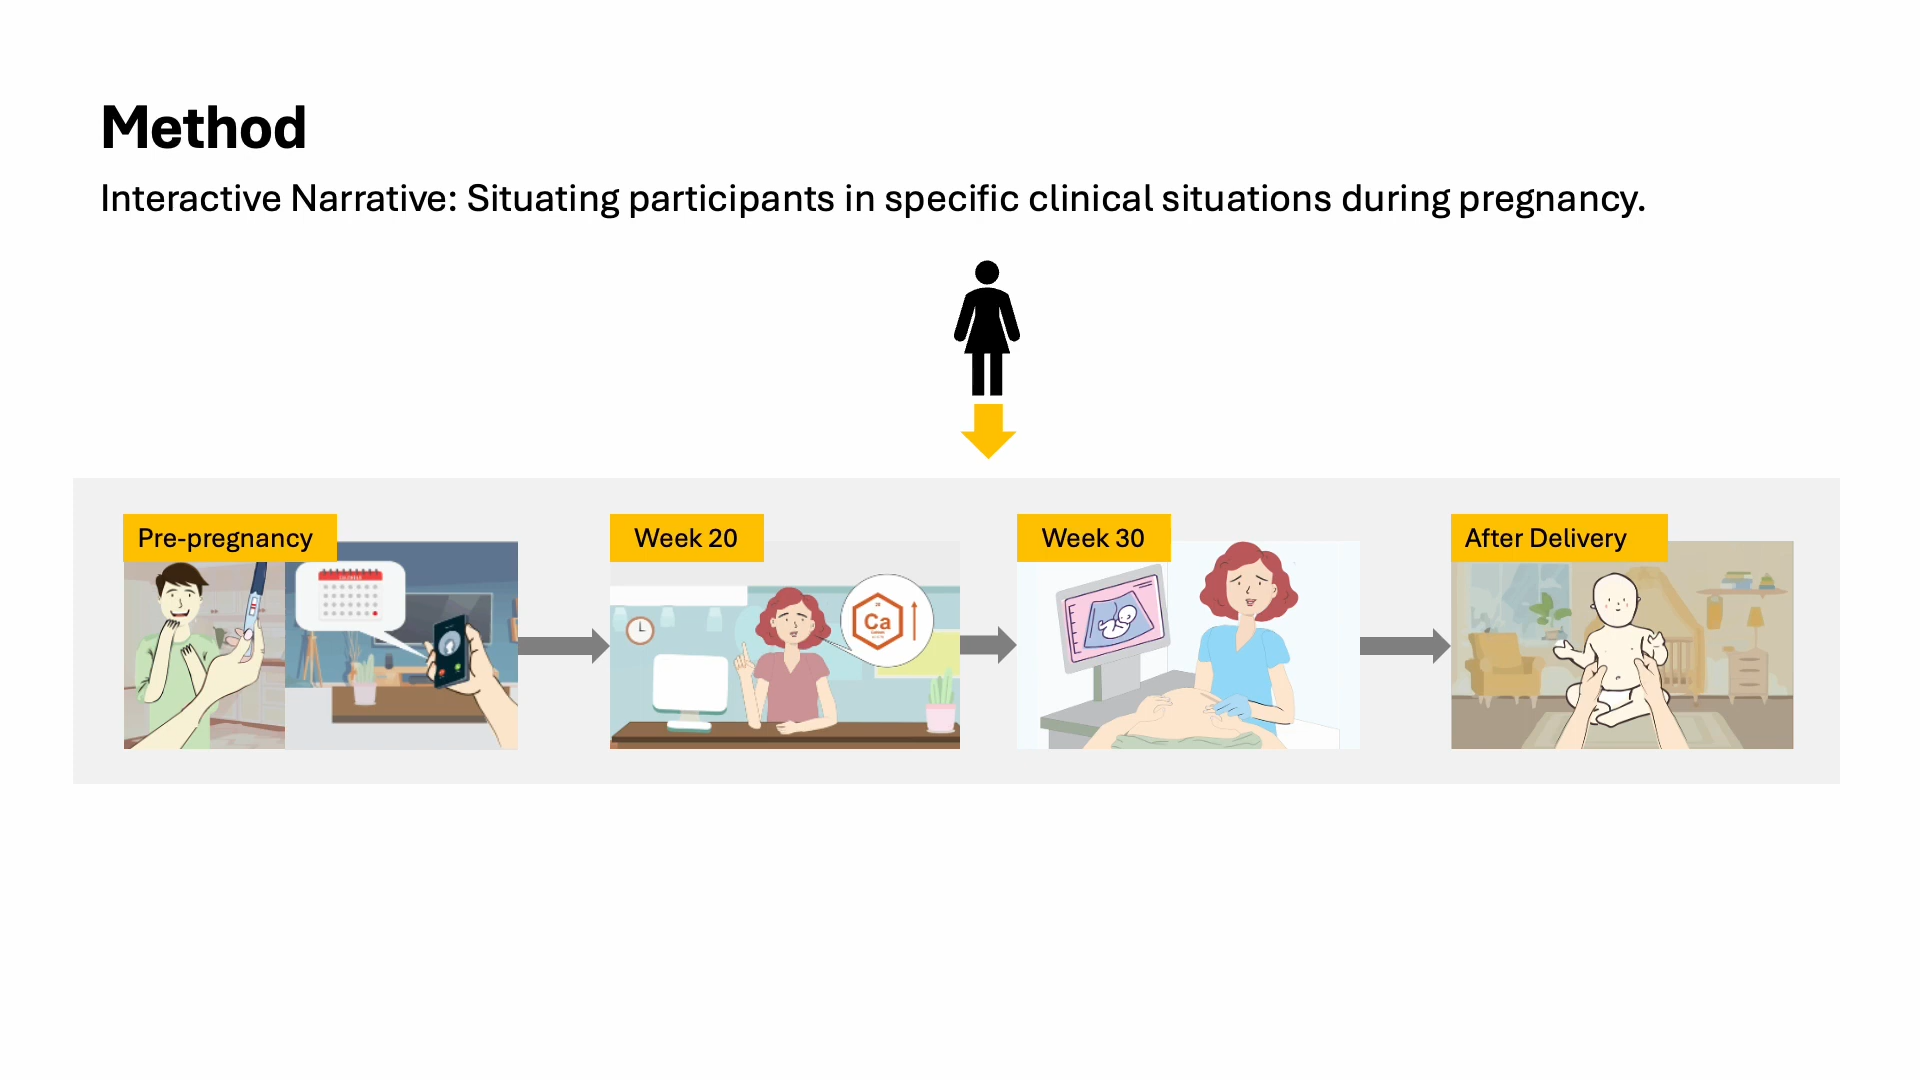 Method
Interactive Narrative: Situating participants in specific clinical situations during pregnancy.
Pre-pregnancy
Week 20
Week 30
After Delivery
Ca